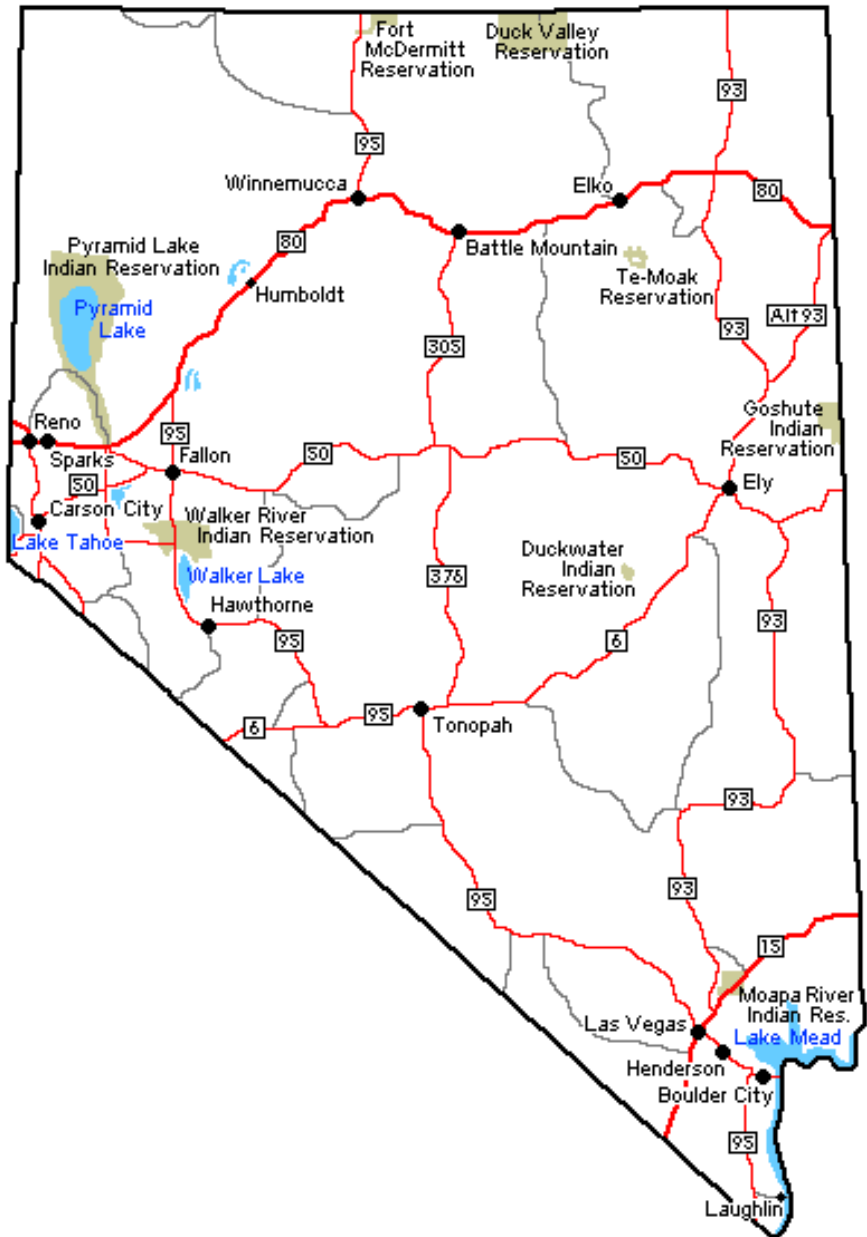 Fort
McDermitt
Reservation
Duck Valley
Reservation
93
95
Winnemucca
Elko
80
80
Battle Mountain
Pyramid Lake
Indian Reservation
Humboldt
Te-Moak
Reservation
Pyramid
Lake
Alt 93
93
305
Reno
Sparks
95
Fallon
50
50
Goshute
Indian
Reservation
50
Ely
Carson City
Lake Tahoe
Walker River
Indian Reservation
Walker Lake
Duckwater
Indian
Reservation
376
Hawthorne
93
95
6
6
95
Tonopah
93
93
95
15
Moapa River
Indian Res.
Las Vegas
Lake Mead
Henderson
Boulder City
95
Laughlin